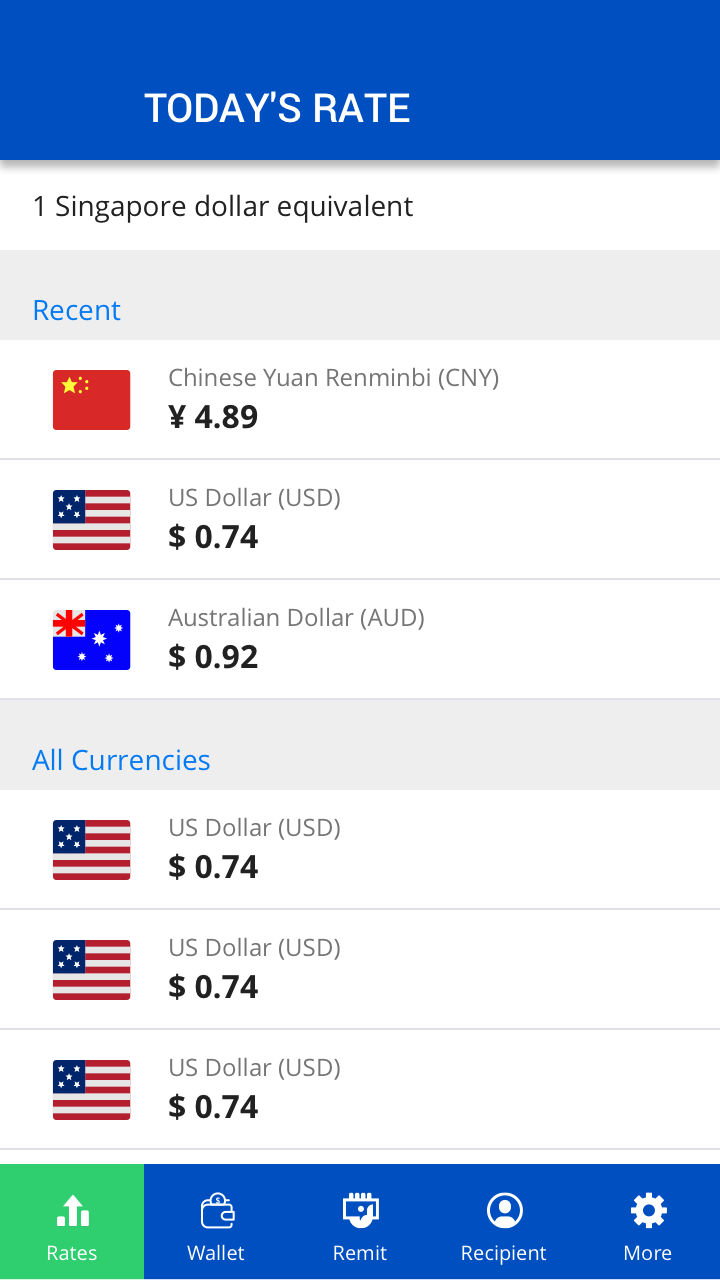 TODAY'S RATE
1 Singapore dollar equivalent
Recent
Chinese Yuan Renminbi (CNY)
¥ 4.89
US Dollar (USD)
$ 0.74
Australian Dollar (AUD)
$ 0.92
All Currencies
US Dollar (USD)
$ 0.74
US Dollar (USD)
$ 0.74
US Dollar (USD)
$ 0.74
Rates Wallet Remit Recipient More